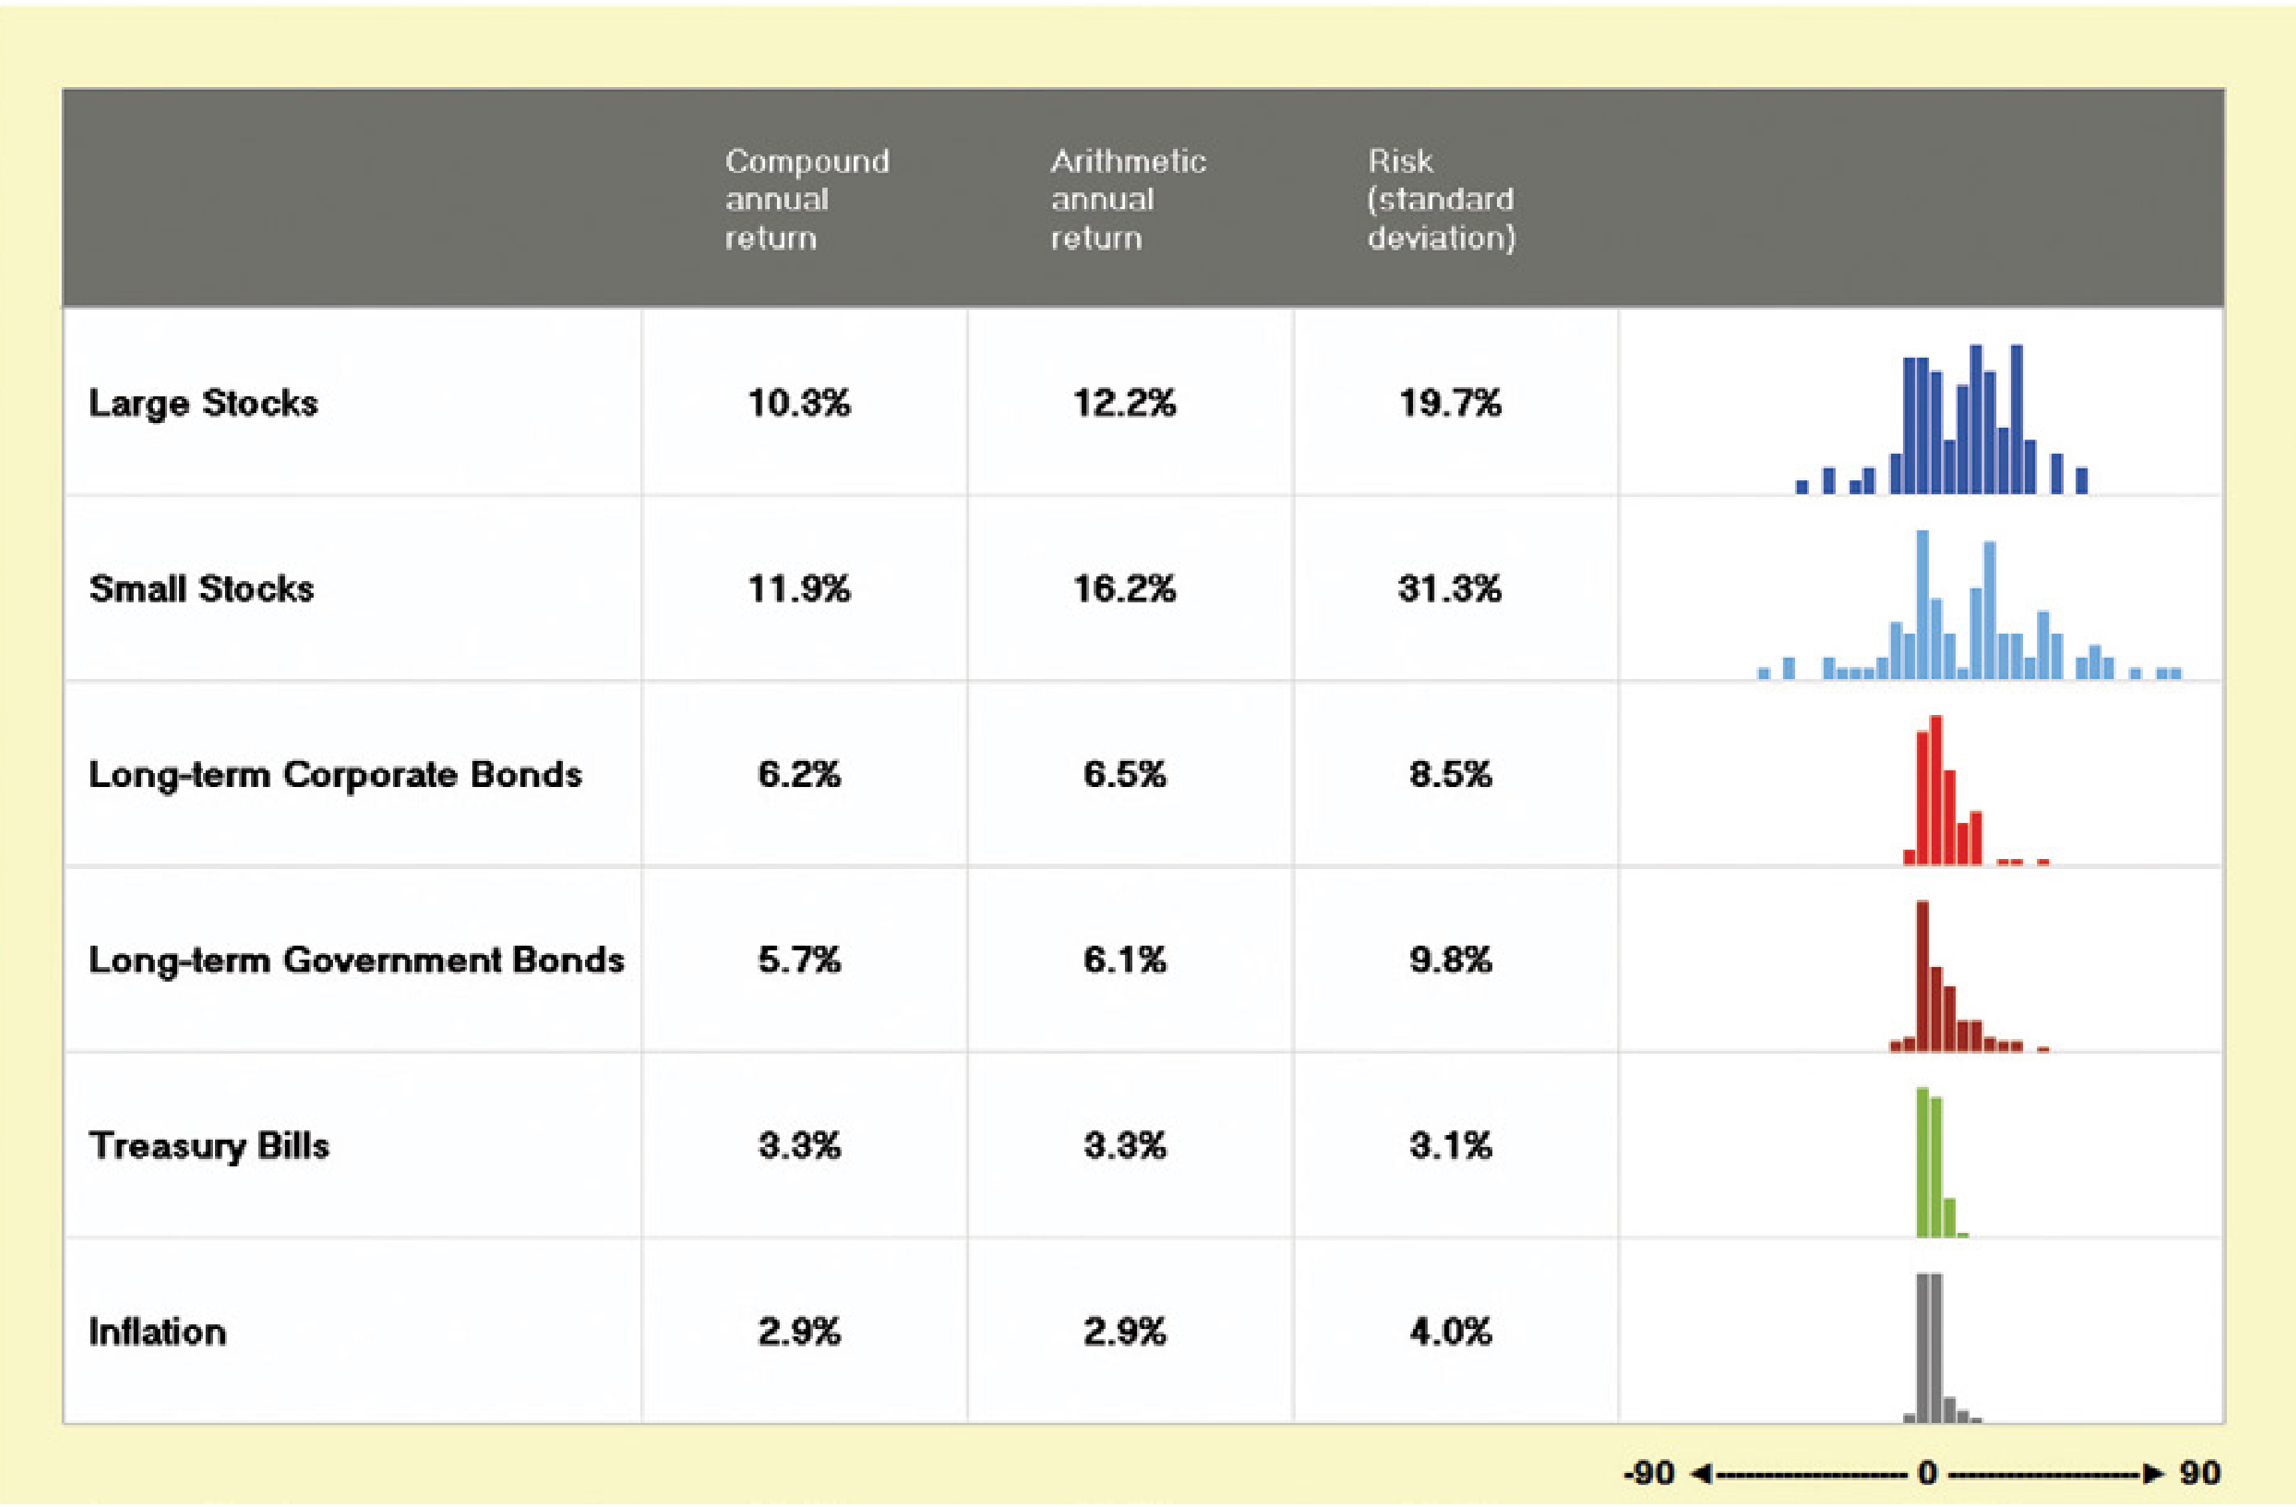 Compound
annual
return
Arithmetic
annual
return
Risk
(standard
deviation)
Large Stocks 10.3% 12.2% 19.7%
Small Stocks 11.9% 16.2% 31.3%
Long-term Corporate Bonds 6.2% 6.5% 8.5%
Long-term Government Bonds 5.7% 6.1% 9.8%
Treasury Bills 3.3% 3.3% 3.1%
Inflation 2.9% 2.9% 4.0%
-90 0 90